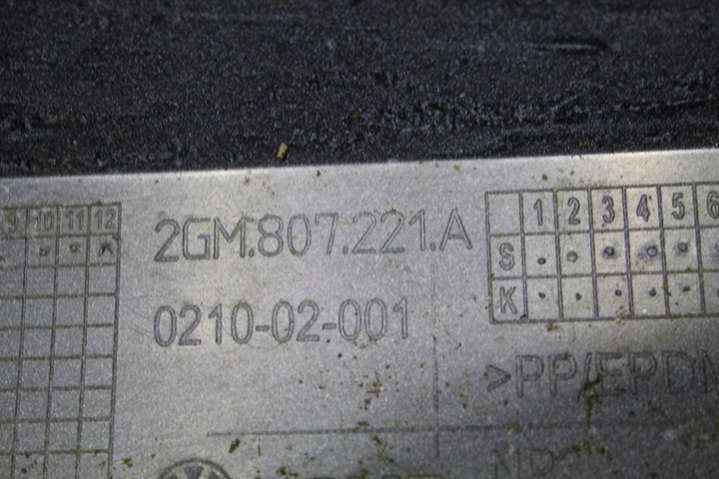 9 10 11 12
2GM.807.221.A
1 2 3 4 5 6
S
K
0210-02-001
>PP/EPDM